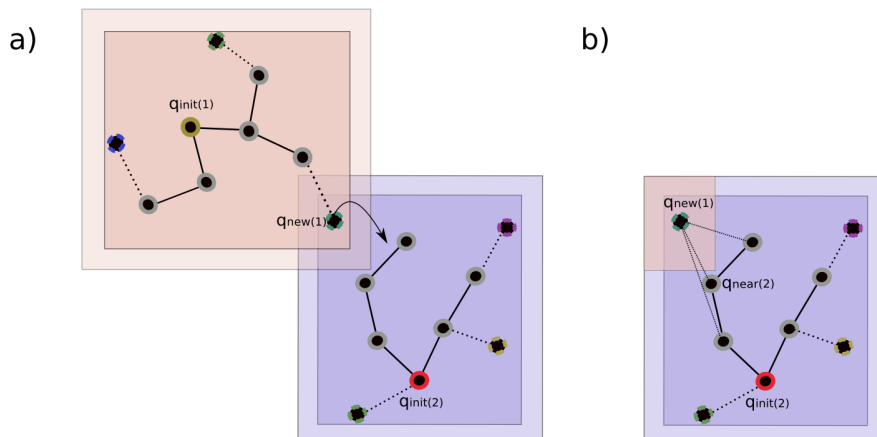 a)
qinit(1)
qnew(1)
qinit(2)
b)
qnew(1)
qnear(2)
qinit(2)